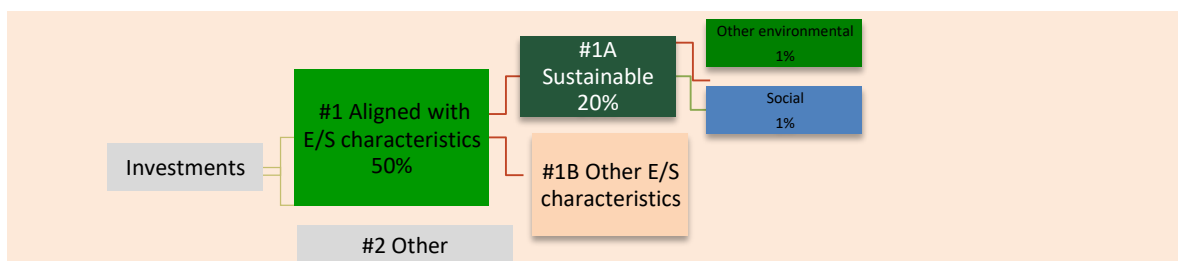 Investments
#1 Aligned with
E/S characteristics
50%
#2 Other
#1A
Sustainable
20%
#1B Other E/S
characteristics
Other environmental
1%
Social
1%